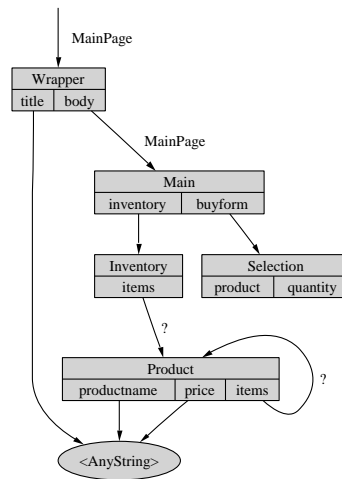 MainPage
Wrapper
title body
MainPage
Main
inventory buyform
Inventory Selection
items product quantity
?
Product
productname price items
?
<AnyString>